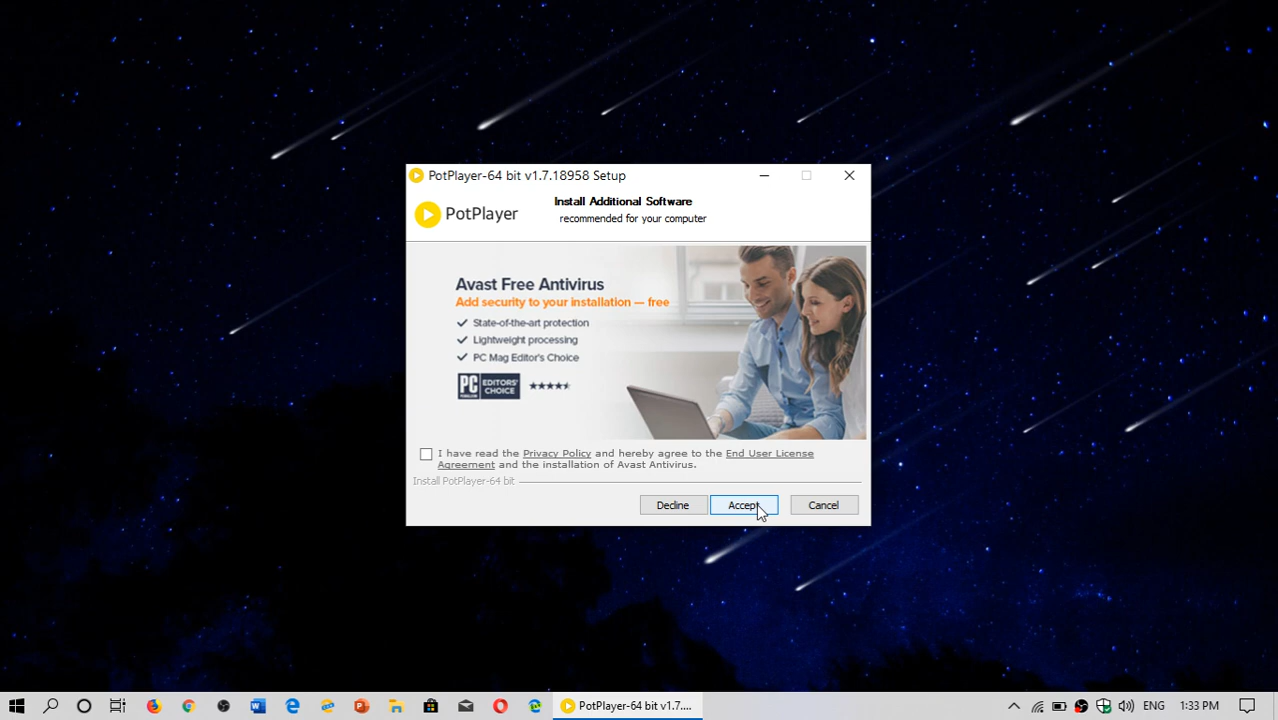 PotPlayer-64 bit v1.7.18958 Setup
PotPlayer
Install Additional Software
recommended for your computer
Avast Free Antivirus
Add security to your installation — free
State-of-the-art protection
Lightweight processing
PC Mag Editor's Choice
PC
EDITORS'
CHOICE
I have read the Privacy Policy and hereby agree to the End User License
Agreement and the installation of Avast Antivirus.
Install PotPlayer-64 bit
Decline
Accept
Cancel
PotPlayer-64 bit v1.7....
ENG
1:33 PM